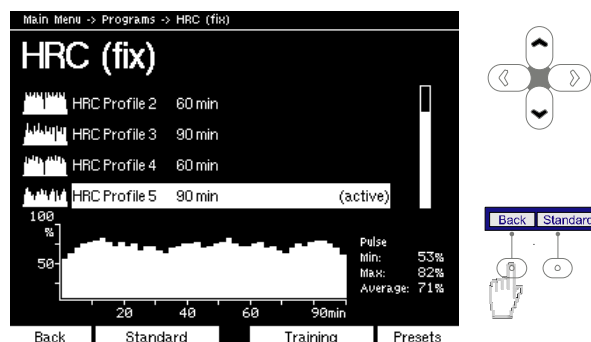 Main Menu -> Programs -> HRC (fix)
HRC (fix)
HRC Profile 2 60 min
HRC Profile 3 90 min
HRC Profile 4 60 min
HRC Profile 5 90 min (active)
100
%
50
Pulse
Min: 53%
Max: 82%
Average: 71%
20 40 60 90min
Back Standard Training Presets
Back Standard